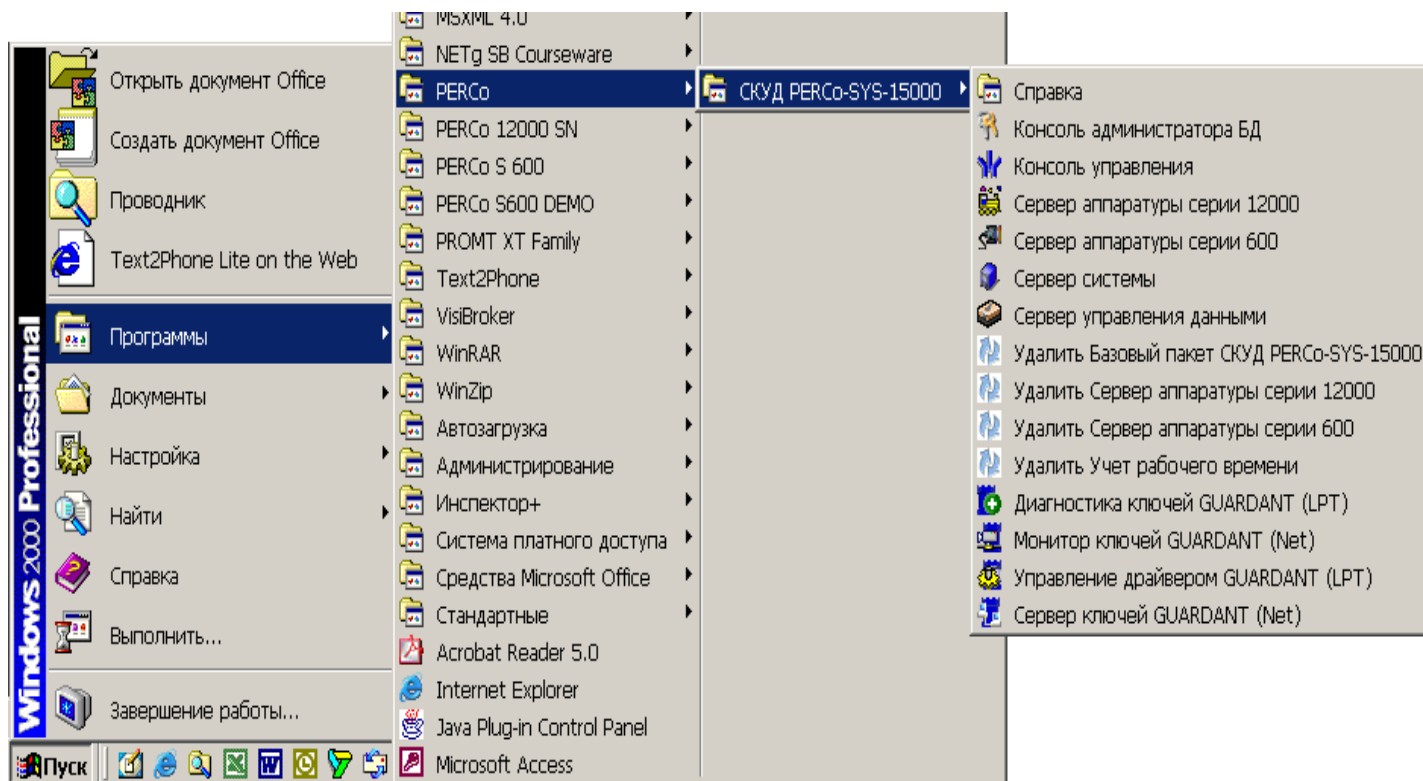 Открыть документ Office
Создать документ Office
Проводник
Text2Phone Lite on the Web
Программы
Документы
Настройка
Найти
Справка
Выполнить...
Завершение работы...
Windows 2000 Professional
Пуск
MSXML 4.0
NETg SB Courseware
PERCo
PERCo 12000 SN
PERCo S 600
PERCo S600 DEMO
PROMT XT Family
Text2Phone
VisiBroker
WinRAR
WinZip
Автозагрузка
Администрирование
Инспектор+
Система платного доступа
Средства Microsoft Office
Стандартные
Acrobat Reader 5.0
Internet Explorer
Java Plug-in Control Panel
Microsoft Access
СКУД PERCo-SYS-15000
Справка
Консоль администратора БД
Консоль управления
Сервер аппаратуры серии 12000
Сервер аппаратуры серии 600
Сервер системы
Сервер управления данными
Удалить Базовый пакет СКУД PERCo-SYS-15000
Удалить Сервер аппаратуры серии 12000
Удалить Сервер аппаратуры серии 600
Удалить Учет рабочего времени
Диагностика ключей GUARDANT (LPT)
Монитор ключей GUARDANT (Net)
Управление драйвером GUARDANT (LPT)
Сервер ключей GUARDANT (Net)